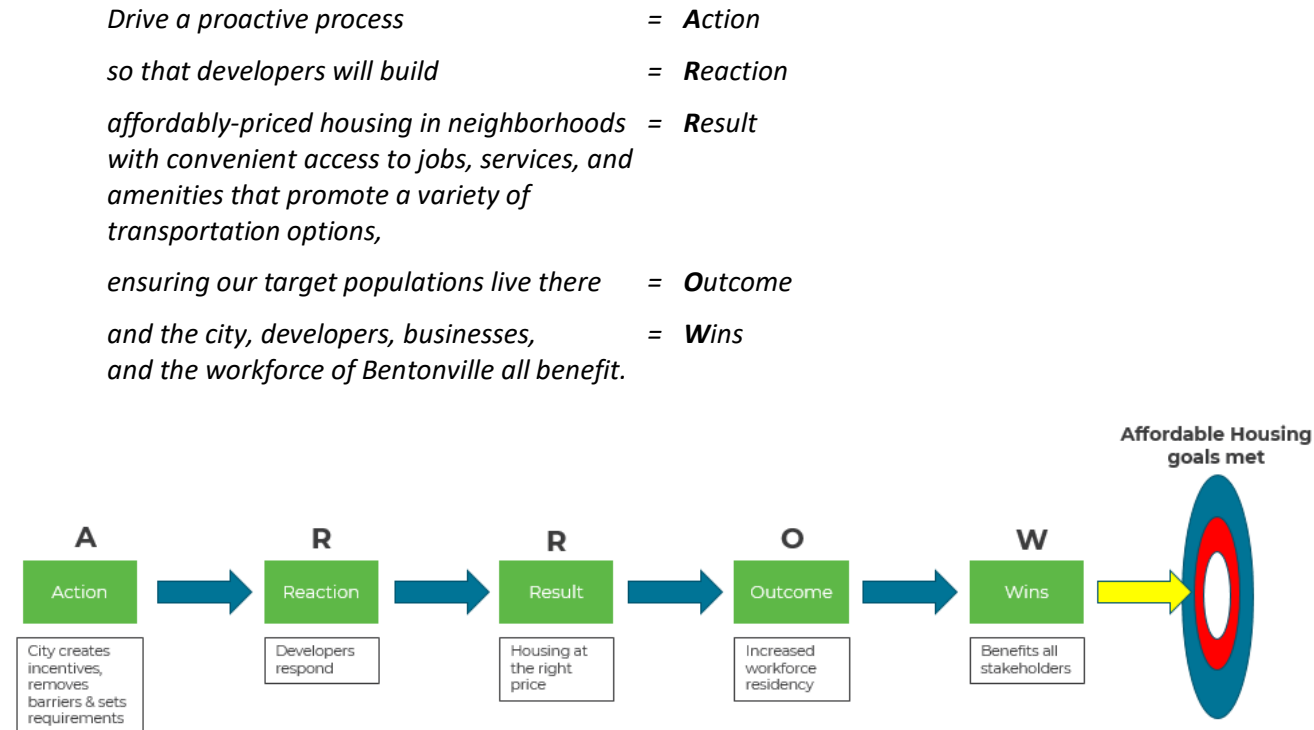 Drive a proactive process = Action
so that developers will build = Reaction
affordably-priced housing in neighborhoods = Result
with convenient access to jobs, services, and
amenities that promote a variety of
transportation options,
ensuring our target populations live there = Outcome
and the city, developers, businesses, = Wins
and the workforce of Bentonville all benefit.
Affordable Housing
goals met
A R R O W
Action Reaction Result Outcome Wins
City creates
incentives,
removes
barriers & sets
requirements
Developers
respond
Housing at
the right
price
Increased
workforce
residency
Benefits all
stakeholders